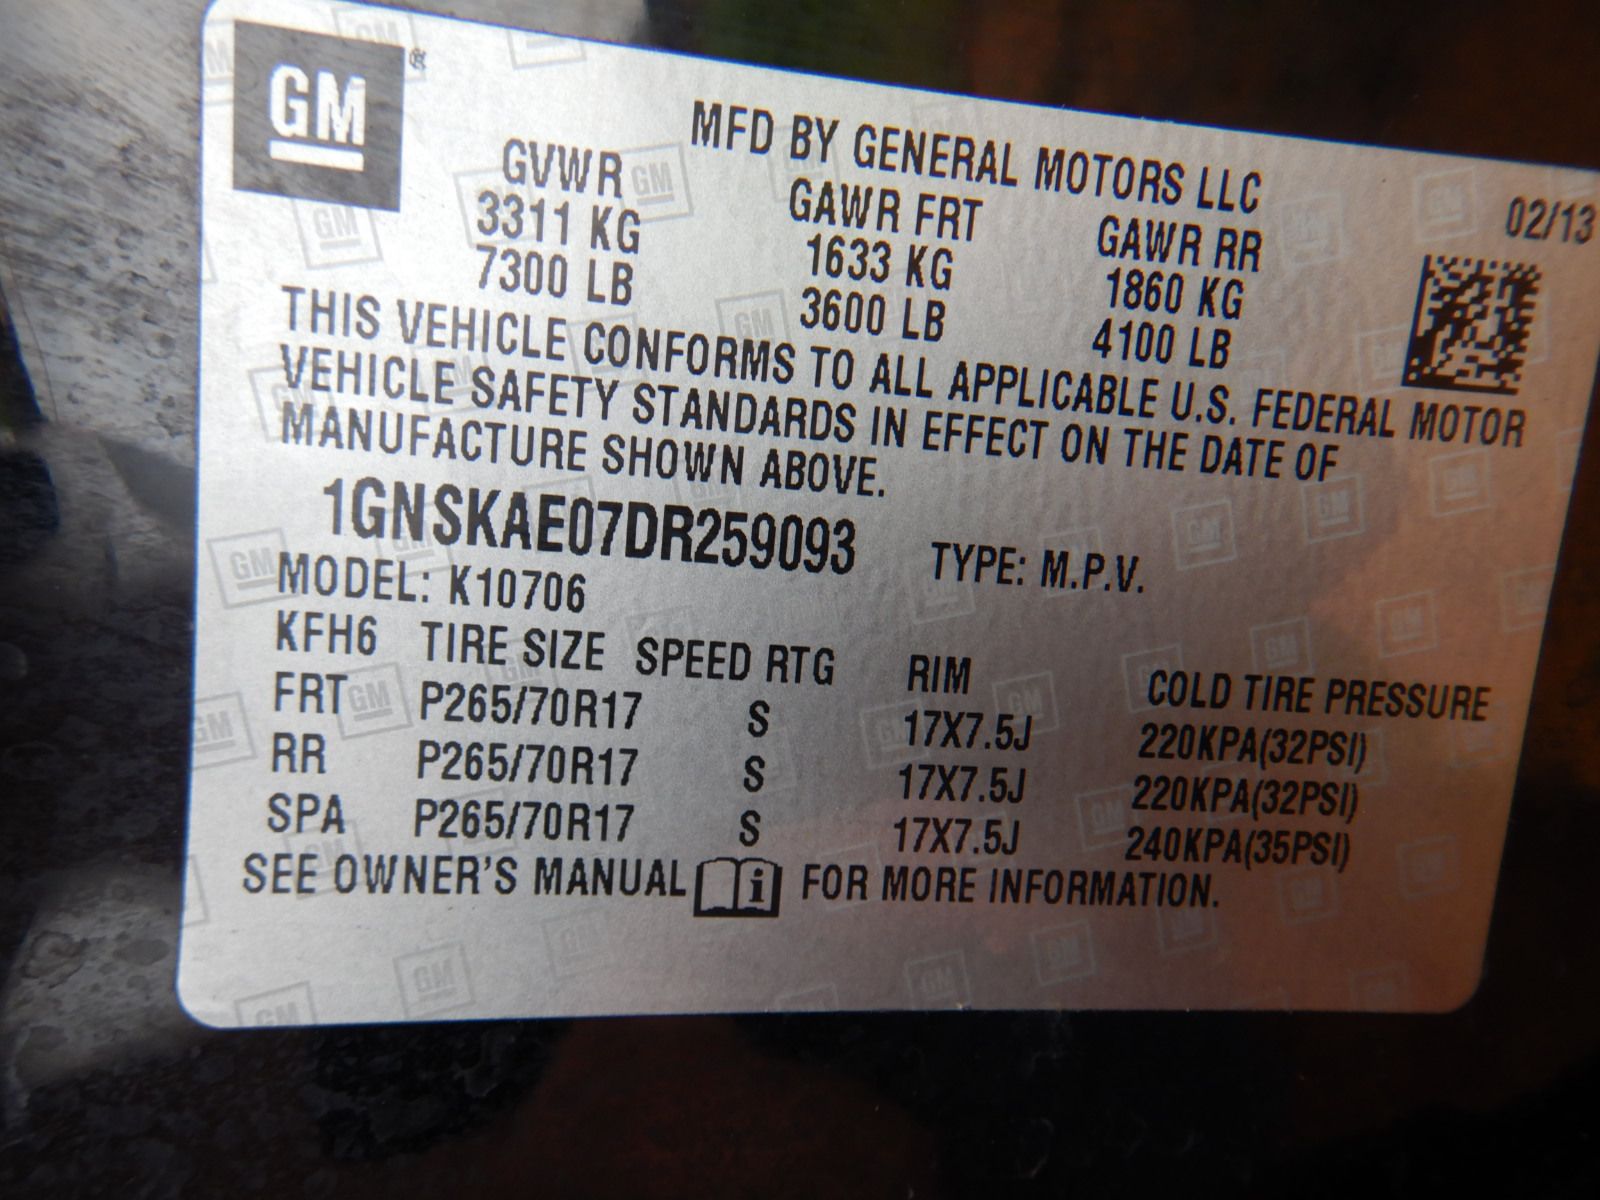 GM
MFD BY GENERAL MOTORS LLC
02/13
GVWR GAWR FRT GAWR RR
3311 KG 1633 KG 1860 KG
7300 LB 3600 LB 4100 LB
THIS VEHICLE CONFORMS TO ALL APPLICABLE U.S. FEDERAL MOTOR
VEHICLE SAFETY STANDARDS IN EFFECT ON THE DATE OF
MANUFACTURE SHOWN ABOVE.
1GNSKAE07DR259093 TYPE: M.P.V.
MODEL: K10706
KFH6 TIRE SIZE SPEED RTG RIM COLD TIRE PRESSURE
FRT P265/70R17 S 17X7.5J 220KPA(32PSI)
RR P265/70R17 S 17X7.5J 220KPA(32PSI)
SPA P265/70R17 S 17X7.5J 240KPA(35PSI)
SEE OWNER'S MANUAL i FOR MORE INFORMATION.